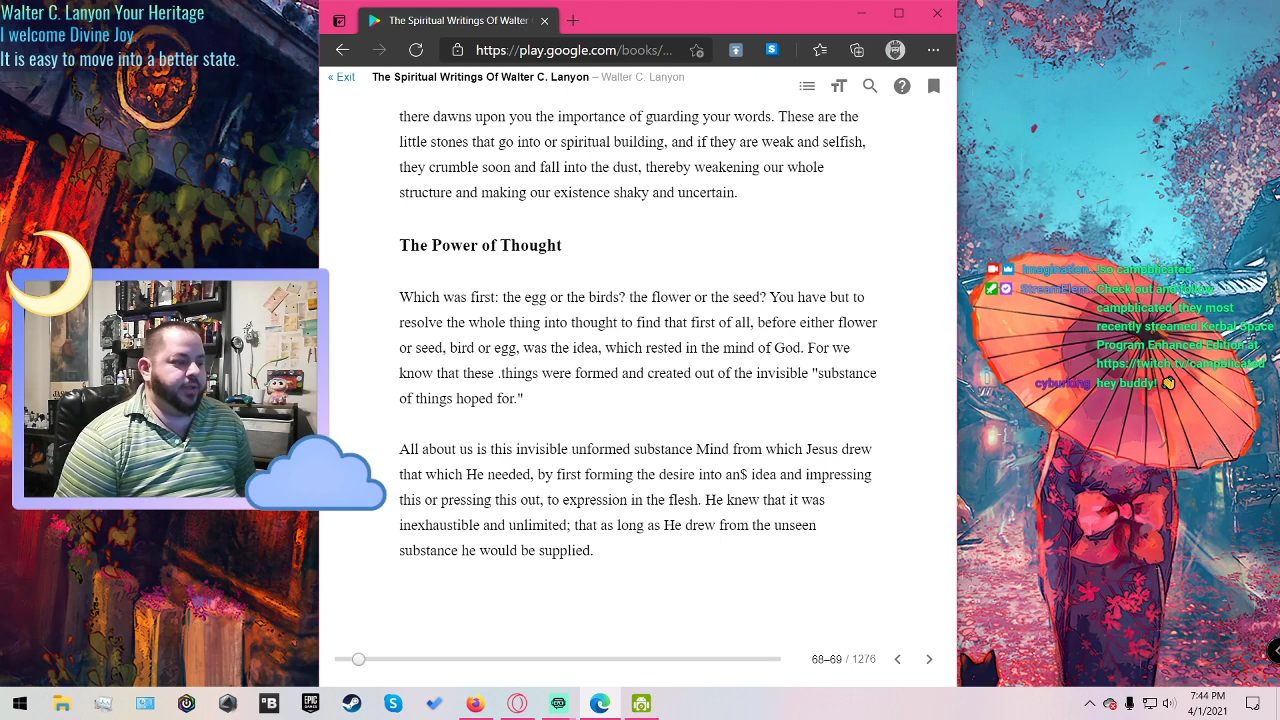 Walter C. Lanyon Your Heritage
I welcome Divine Joy
It is easy to move into a better state.
The Spiritual Writings Of Walter
https://play.google.com/books/...
« Exit
The Spiritual Writings Of Walter C. Lanyon – Walter C. Lanyon
there dawns upon you the importance of guarding your words. These are the
little stones that go into or spiritual building, and if they are weak and selfish,
they crumble soon and fall into the dust, thereby weakening our whole
structure and making our existence shaky and uncertain.
The Power of Thought
Which was first: the egg or the birds? the flower or the seed? You have but to
resolve the whole thing into thought to find that first of all, before either flower
or seed, bird or egg, was the idea, which rested in the mind of God. For we
know that these .things were formed and created out of the invisible "substance
of things hoped for."
All about us is this invisible unformed substance Mind from which Jesus drew
that which He needed, by first forming the desire into an$ idea and impressing
this or pressing this out, to expression in the flesh. He knew that it was
inexhaustible and unlimited; that as long as He drew from the unseen
substance he would be supplied.
68–69 / 1276
Imagination... !so campblicated
StreamElem... Check out and follow
campblicated, they most
recently streamed Kerbal Space
Program Enhanced Edition at
https://twitch.tv/campblicated
cyburking hey buddy! 👋
EPIC GAMES
7:44 PM
4/1/2021